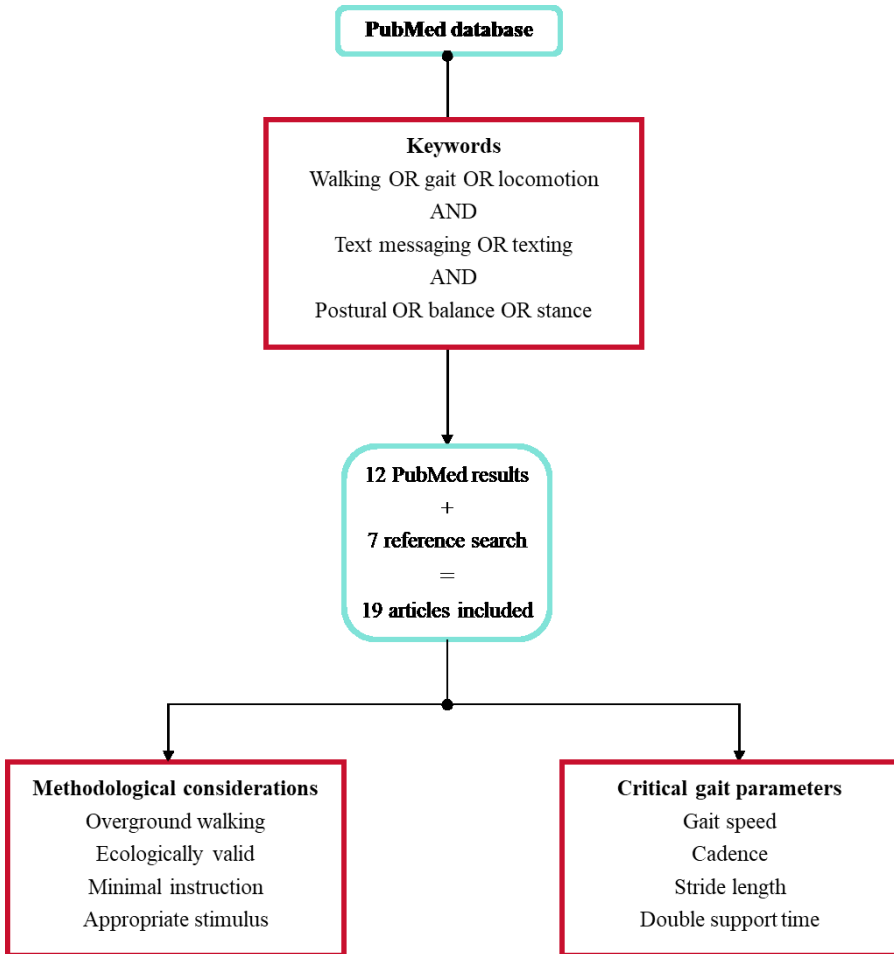 PubMed database
Keywords
Walking OR gait OR locomotion
AND
Text messaging OR texting
AND
Postural OR balance OR stance
12 PubMed results
+
7 reference search
=
19 articles included
Methodological considerations
Overground walking
Ecologically valid
Minimal instruction
Appropriate stimulus
Critical gait parameters
Gait speed
Cadence
Stride length
Double support time